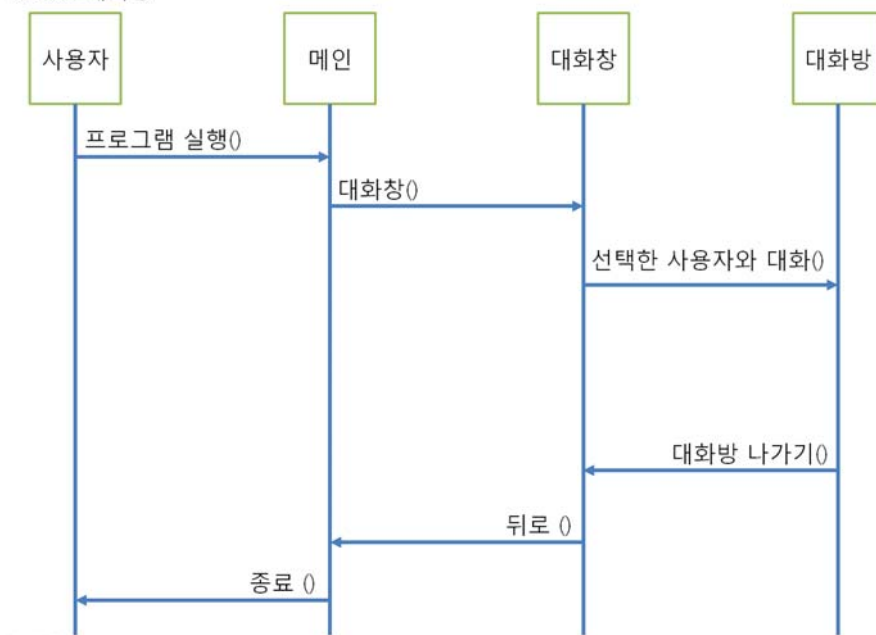 사용자
메인
대화창
대화방
프로그램 실행()
대화창()
선택한 사용자와 대화()
대화방 나가기()
뒤로 ()
종료 ()